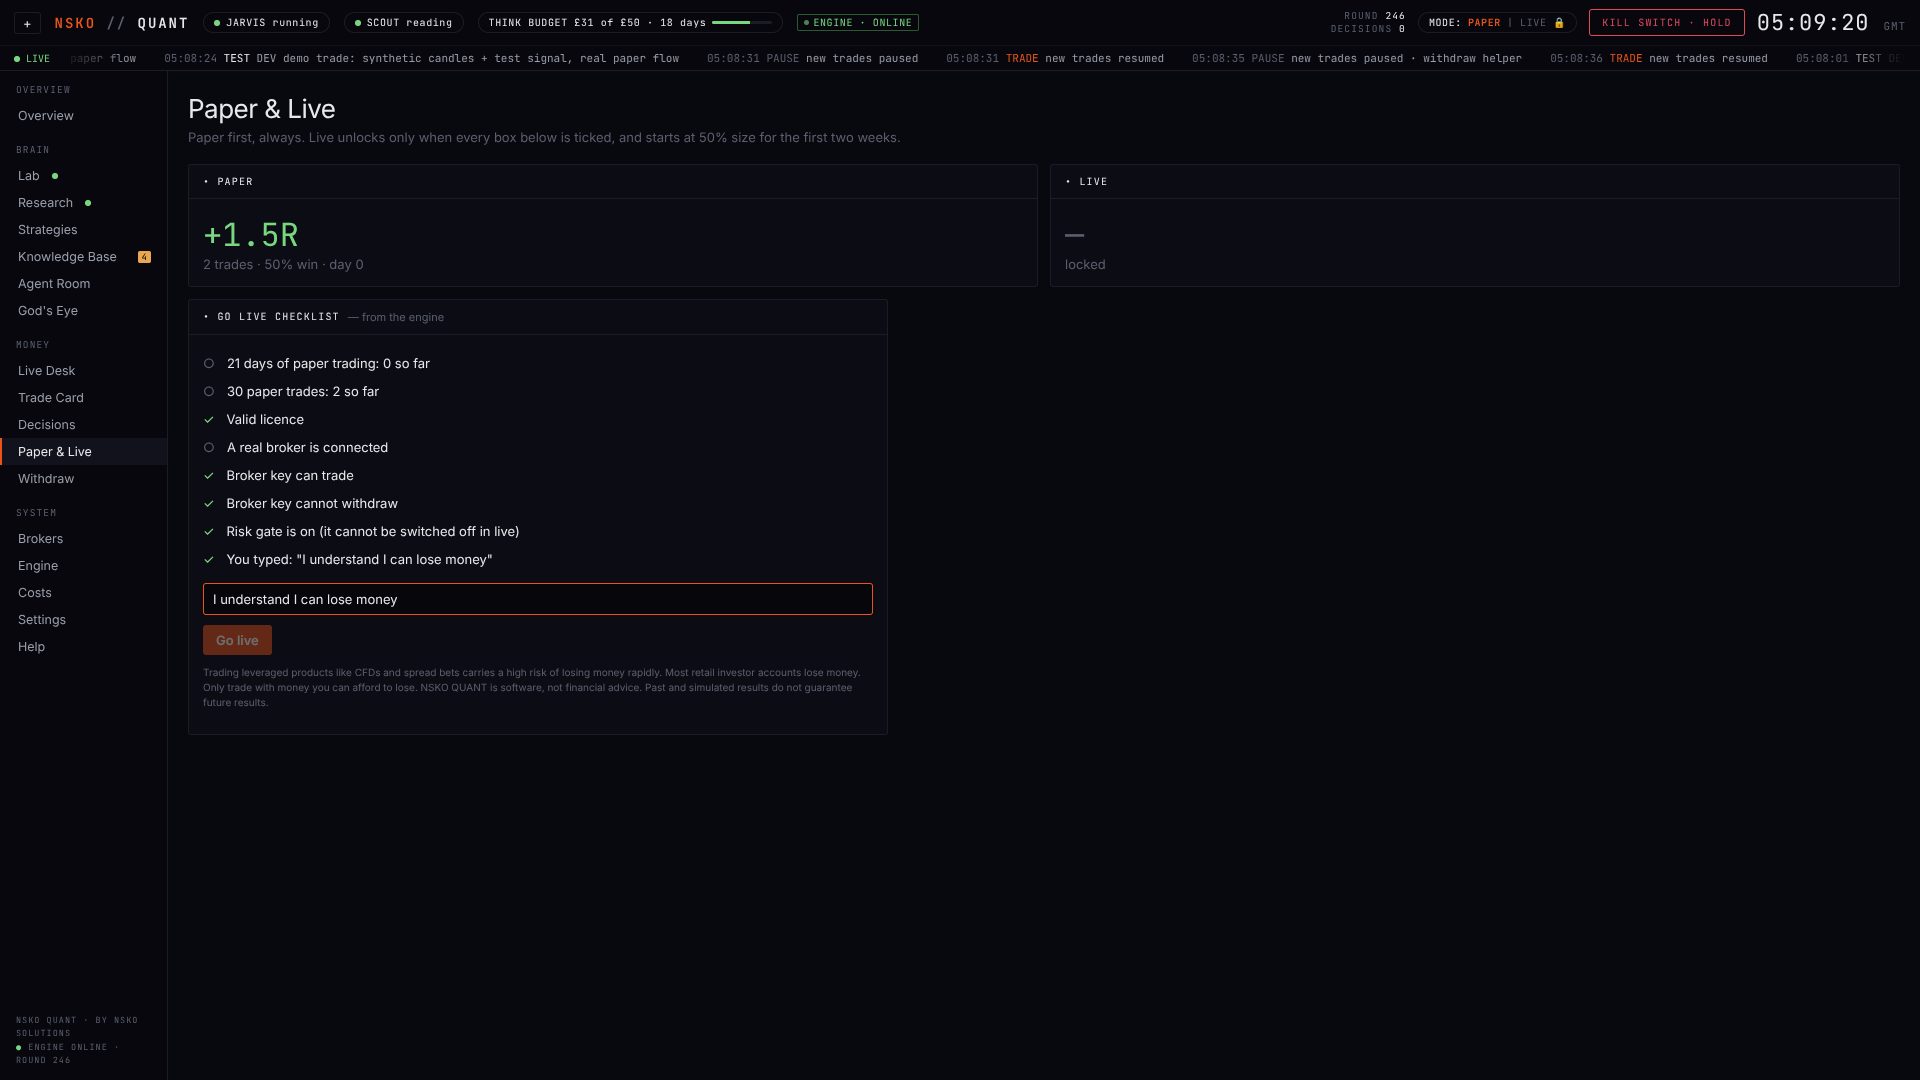 + NSKO // QUANT JARVIS running SCOUT reading THINK BUDGET £31 of £50 · 18 days ENGINE · ONLINE
ROUND 246
DECISIONS 0
MODE: PAPER | LIVE KILL SWITCH · HOLD 05:09:20 GMT
LIVE paper flow 05:08:24 TEST DEV demo trade: synthetic candles + test signal, real paper flow 05:08:31 PAUSE new trades paused 05:08:31 TRADE new trades resumed 05:08:35 PAUSE new trades paused · withdraw helper 05:08:36 TRADE new trades resumed 05:08:01 TEST DE
OVERVIEW
Overview
BRAIN
Lab
Research
Strategies
Knowledge Base 4
Agent Room
God's Eye
MONEY
Live Desk
Trade Card
Decisions
Paper & Live
Withdraw
SYSTEM
Brokers
Engine
Costs
Settings
Help
NSKO QUANT · BY NSKO
SOLUTIONS
ENGINE ONLINE ·
ROUND 246
Paper & Live
Paper first, always. Live unlocks only when every box below is ticked, and starts at 50% size for the first two weeks.
• PAPER
+1.5R
2 trades · 50% win · day 0
• LIVE
—
locked
• GO LIVE CHECKLIST — from the engine
21 days of paper trading: 0 so far
30 paper trades: 2 so far
✓ Valid licence
A real broker is connected
✓ Broker key can trade
✓ Broker key cannot withdraw
✓ Risk gate is on (it cannot be switched off in live)
✓ You typed: "I understand I can lose money"
I understand I can lose money
Go live
Trading leveraged products like CFDs and spread bets carries a high risk of losing money rapidly. Most retail investor accounts lose money.
Only trade with money you can afford to lose. NSKO QUANT is software, not financial advice. Past and simulated results do not guarantee
future results.